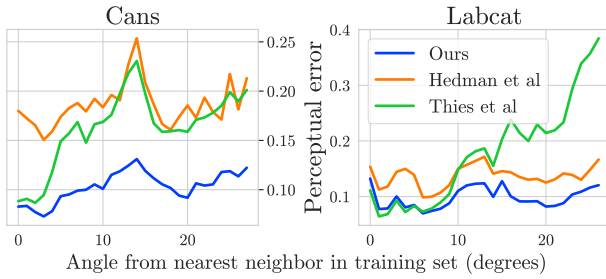 Cans
0.25
0.20
0.15
0.10
0
10
20
Labcat
Perceptual error
0.4
0.3
0.2
0.1
Ours
Hedman et al
Thies et al
0
10
20
Angle from nearest neighbor in training set (degrees)